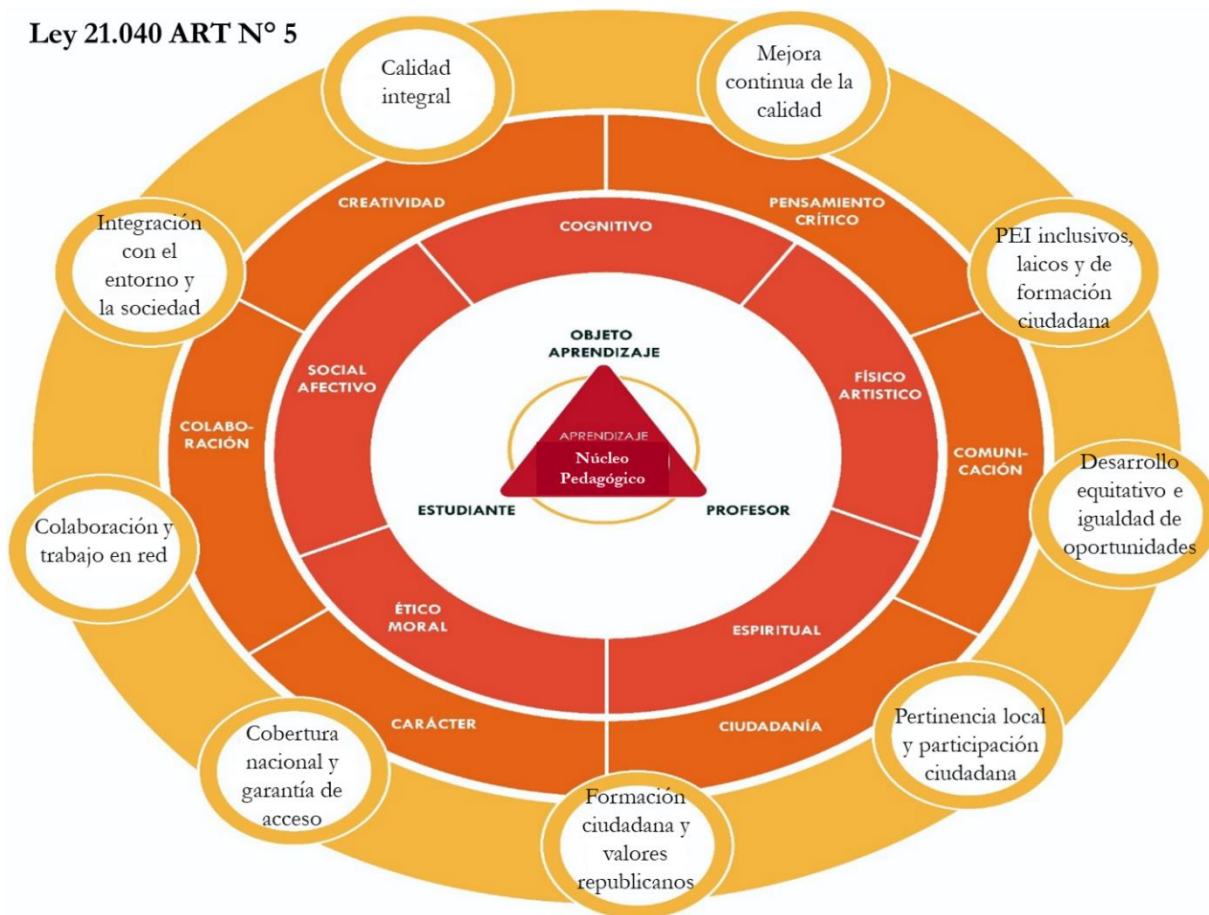 Ley 21.040 ART N° 5
Calidad
integral
Mejora
continua de la
calidad
Integración
con el
entorno y
la sociedad
PEI inclusivos,
laicos y de
formación
ciudadana
Colaboración y
trabajo en red
Desarrollo
equitativo e
igualdad de
oportunidades
Cobertura
nacional y
garantía de
acceso
Formación
ciudadana y
valores
republicanos
Pertinencia local
y participación
ciudadana
CREATIVIDAD
PENSAMIENTO
CRÍTICO
COLABO-
RACIÓN
COMUNI-
CACIÓN
CARÁCTER
CIUDADANÍA
COGNITIVO
SOCIAL
AFECTIVO
FÍSICO
ARTISTICO
ÉTICO
MORAL
ESPIRITUAL
OBJETO
APRENDIZAJE
APRENDIZAJE
Núcleo
Pedagógico
ESTUDIANTE
PROFESOR